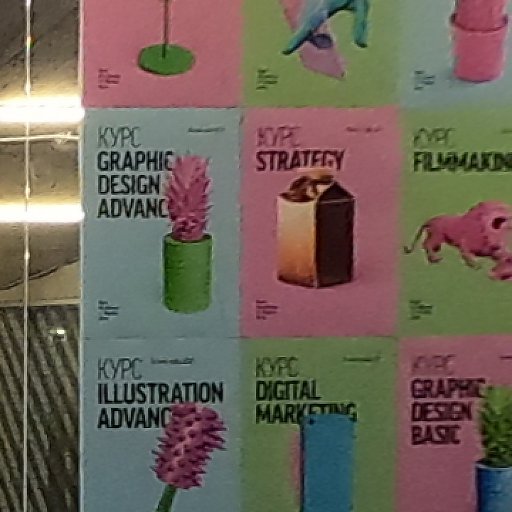 КУРС
GRAPHIC
DESIGN
ADVANC
КУРС
STRATEGY
КУРС
FILMMAKIN
КУРС
ILLUSTRATION
ADVANC
КУРС
DIGITAL
MARKETING
КУРС
GRAPHIC
DESIGN
BASIC